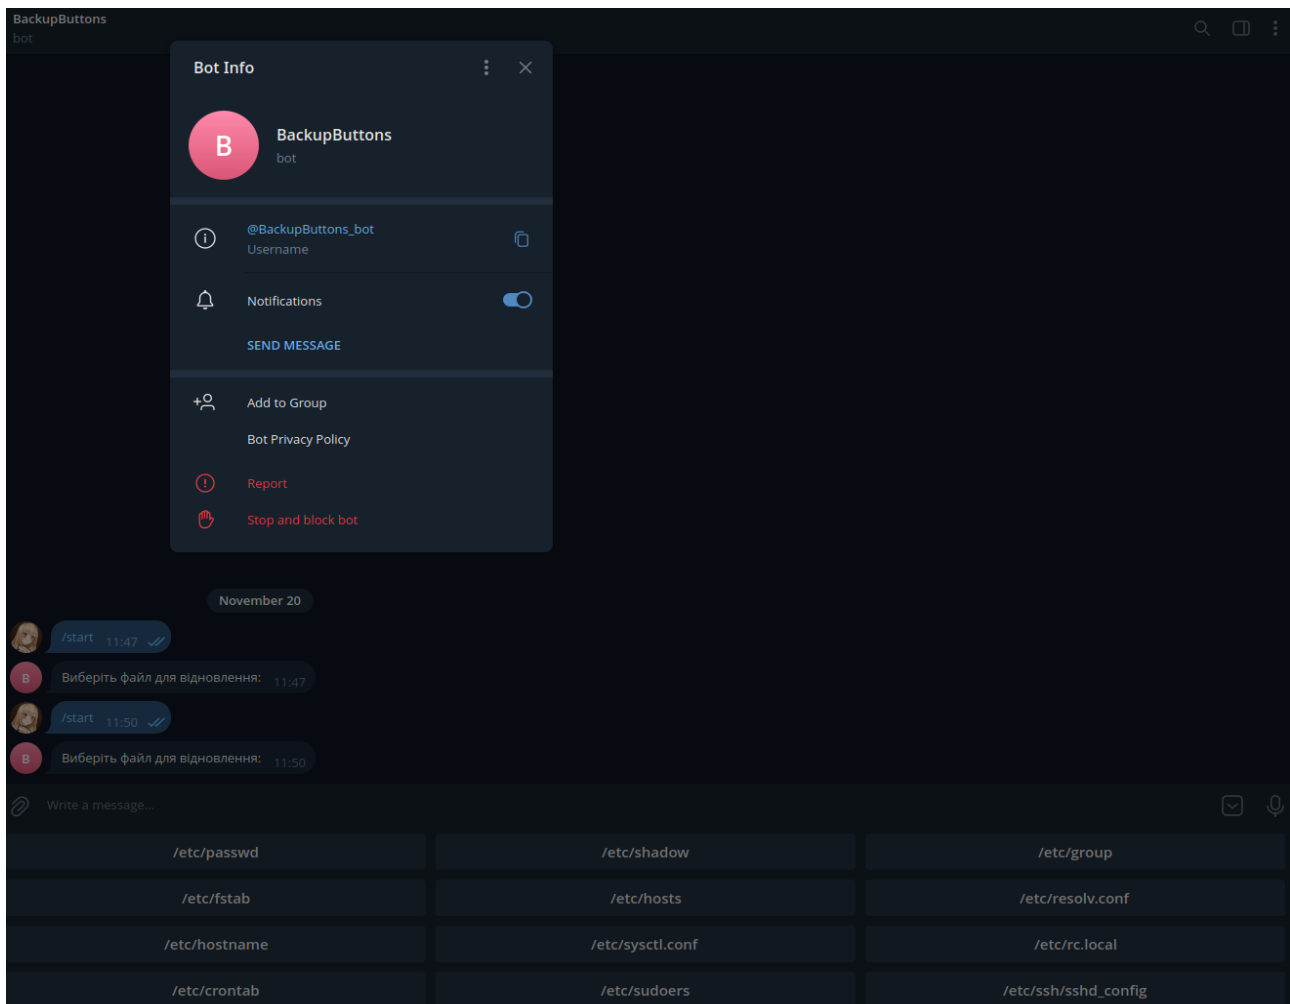 BackupButtons
bot
Bot Info
B
BackupButtons
bot
@BackupButtons_bot
Username
Notifications
SEND MESSAGE
Add to Group
Bot Privacy Policy
Report
Stop and block bot
November 20
/start 11:47
B
Виберіть файл для відновлення: 11:47
/start 11:50
B
Виберіть файл для відновлення: 11:50
Write a message...
/etc/passwd /etc/shadow /etc/group
/etc/fstab /etc/hosts /etc/resolv.conf
/etc/hostname /etc/sysctl.conf /etc/rc.local
/etc/crontab /etc/sudoers /etc/ssh/sshd_config